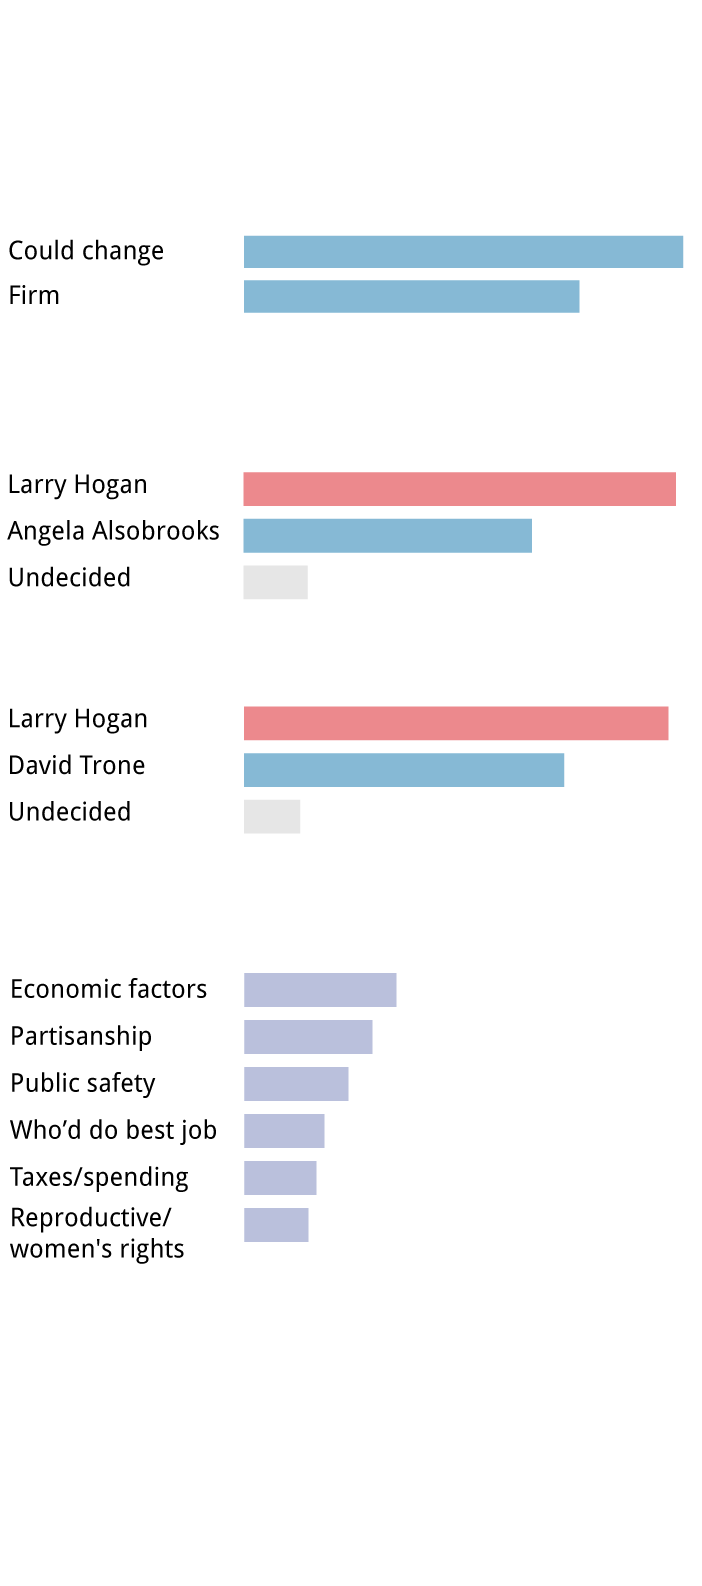 Could change
Firm
Larry Hogan
Angela Alsobrooks
Undecided
Larry Hogan
David Trone
Undecided
Economic factors
Partisanship
Public safety
Who’d do best job
Taxes/spending
Reproductive/
women's rights